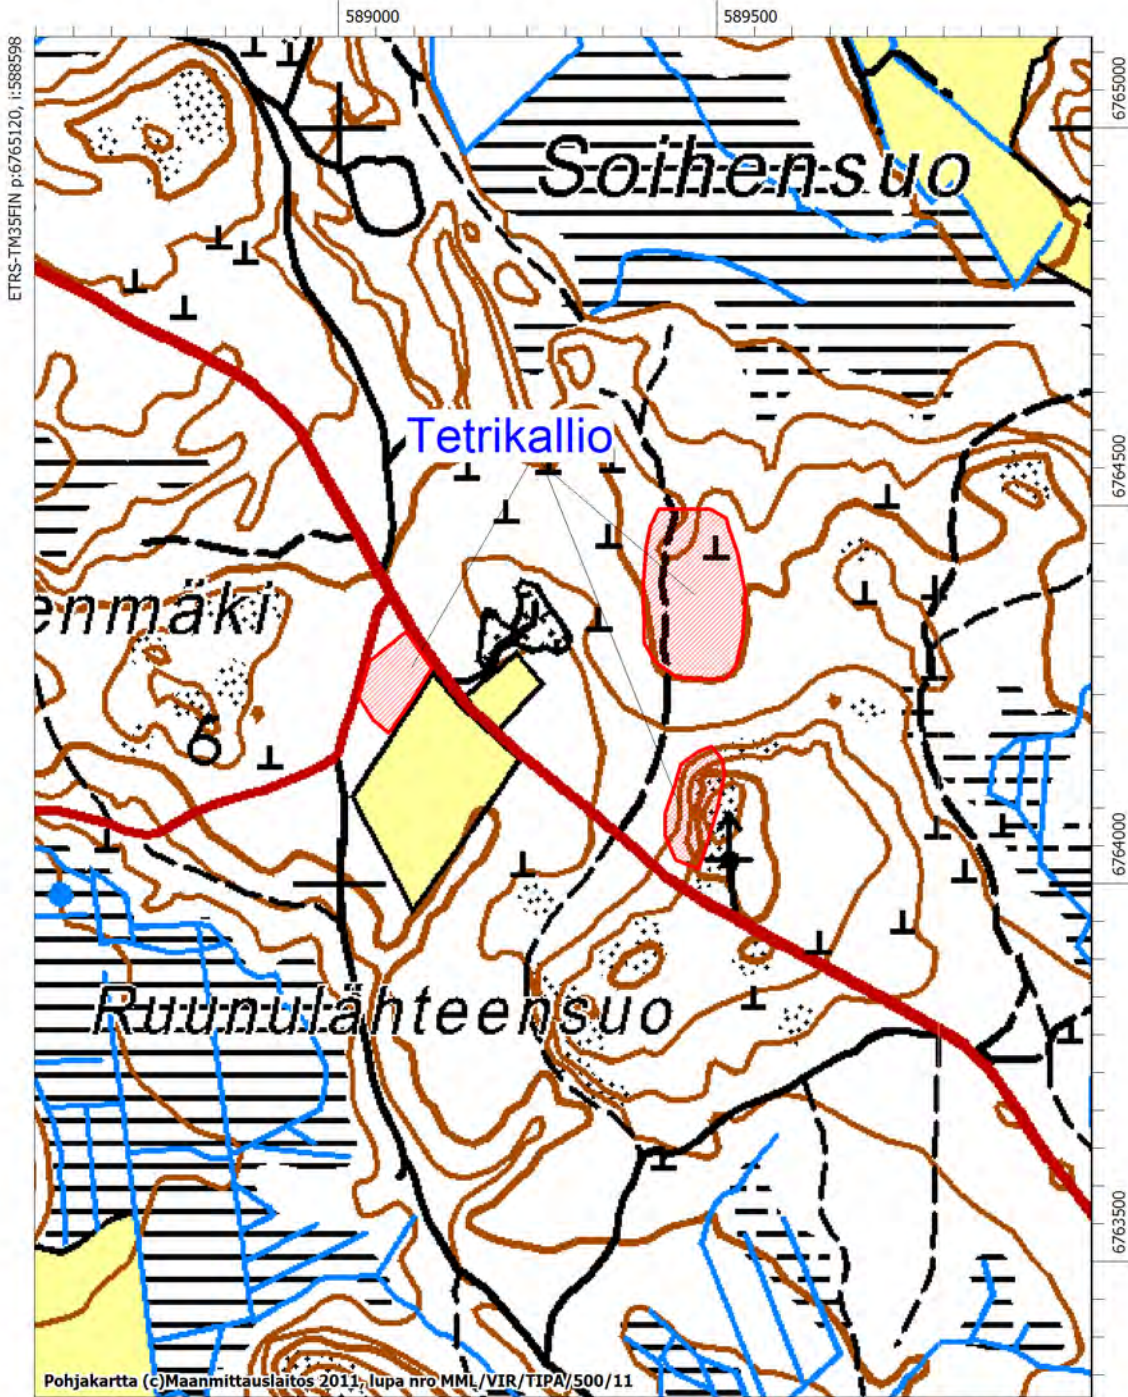 589000 589500
ETRS-TM35FIN p:6765120, i:588598
6765000
Soihensuo
Tetrikallio
6764500
enmäki
6
6764000
Ruunulähteensuo
6763500
Pohjakartta (c)Maanmittauslaitos 2011, lupa nro MML/VIR/TIPA/500/11